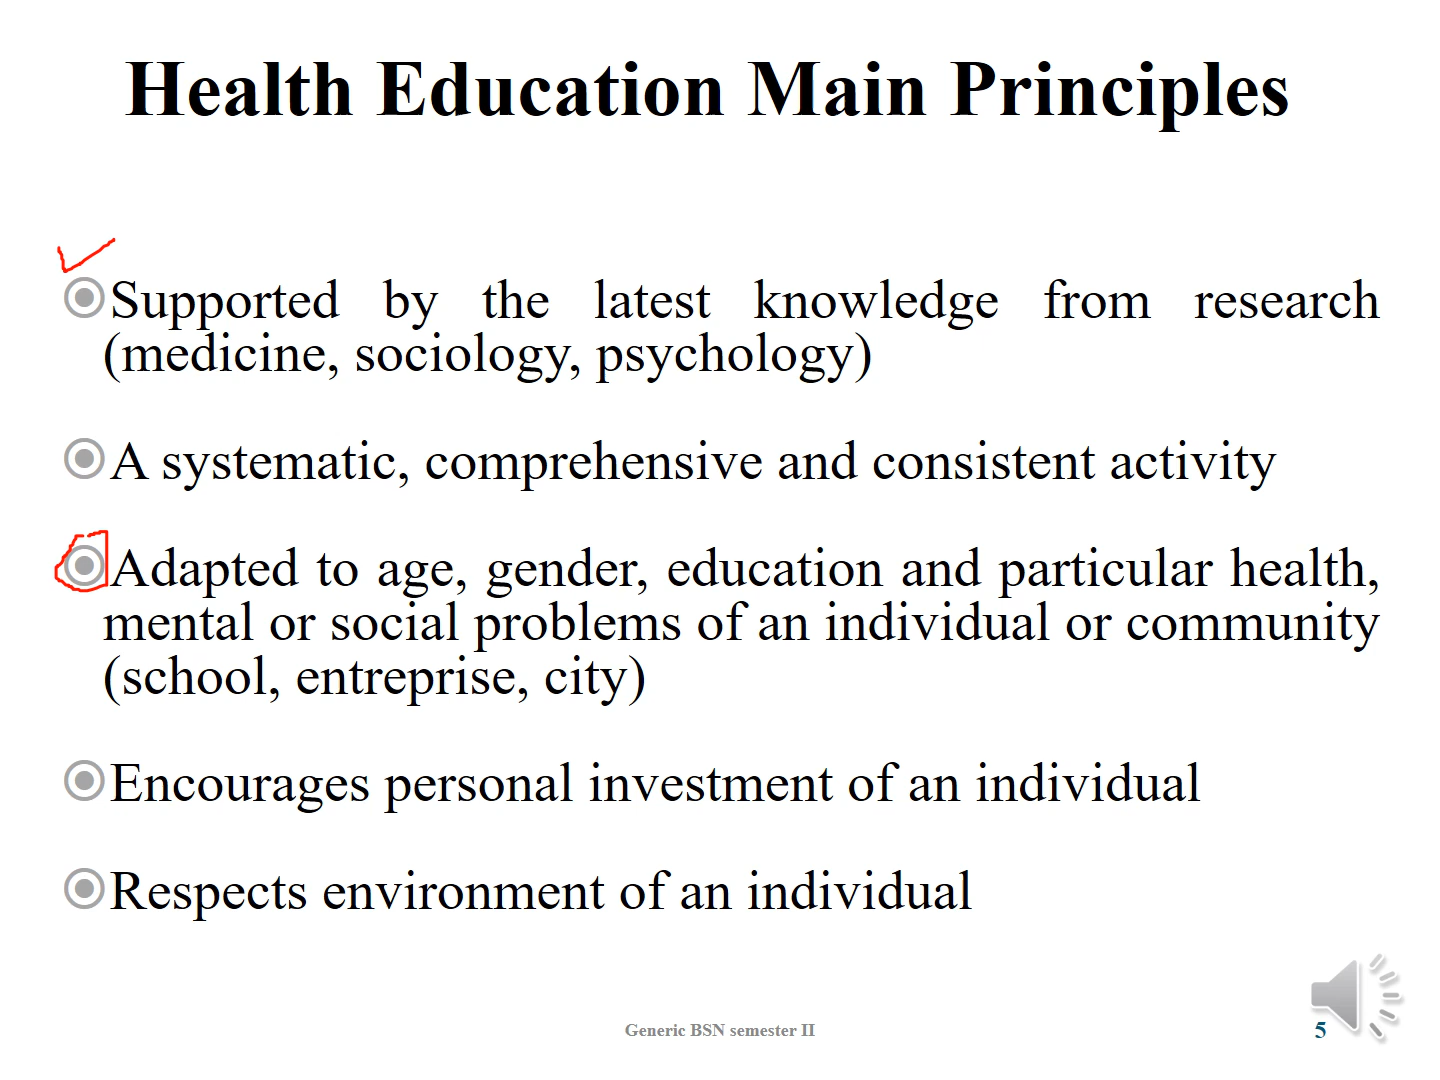 Health Education Main Principles
Supported by the latest knowledge from research
(medicine, sociology, psychology)
A systematic, comprehensive and consistent activity
Adapted to age, gender, education and particular health,
mental or social problems of an individual or community
(school, entreprise, city)
Encourages personal investment of an individual
Respects environment of an individual
Generic BSN semester II
5